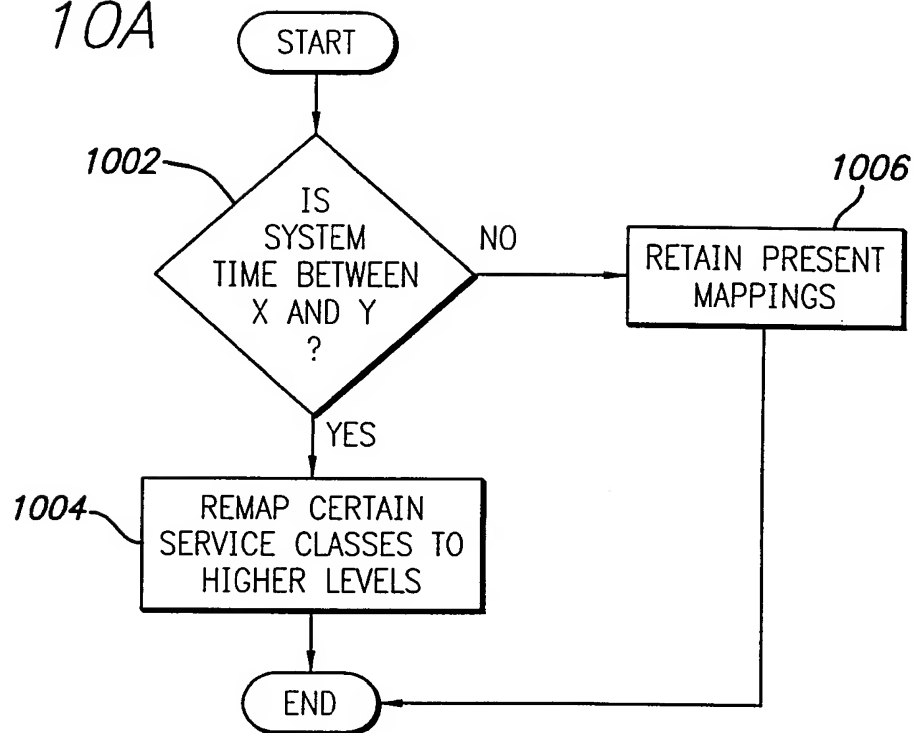 10A
START
1002
IS
SYSTEM
TIME BETWEEN
X AND Y
?
NO
1006
RETAIN PRESENT
MAPPINGS
YES
1004
REMAP CERTAIN
SERVICE CLASSES TO
HIGHER LEVELS
END